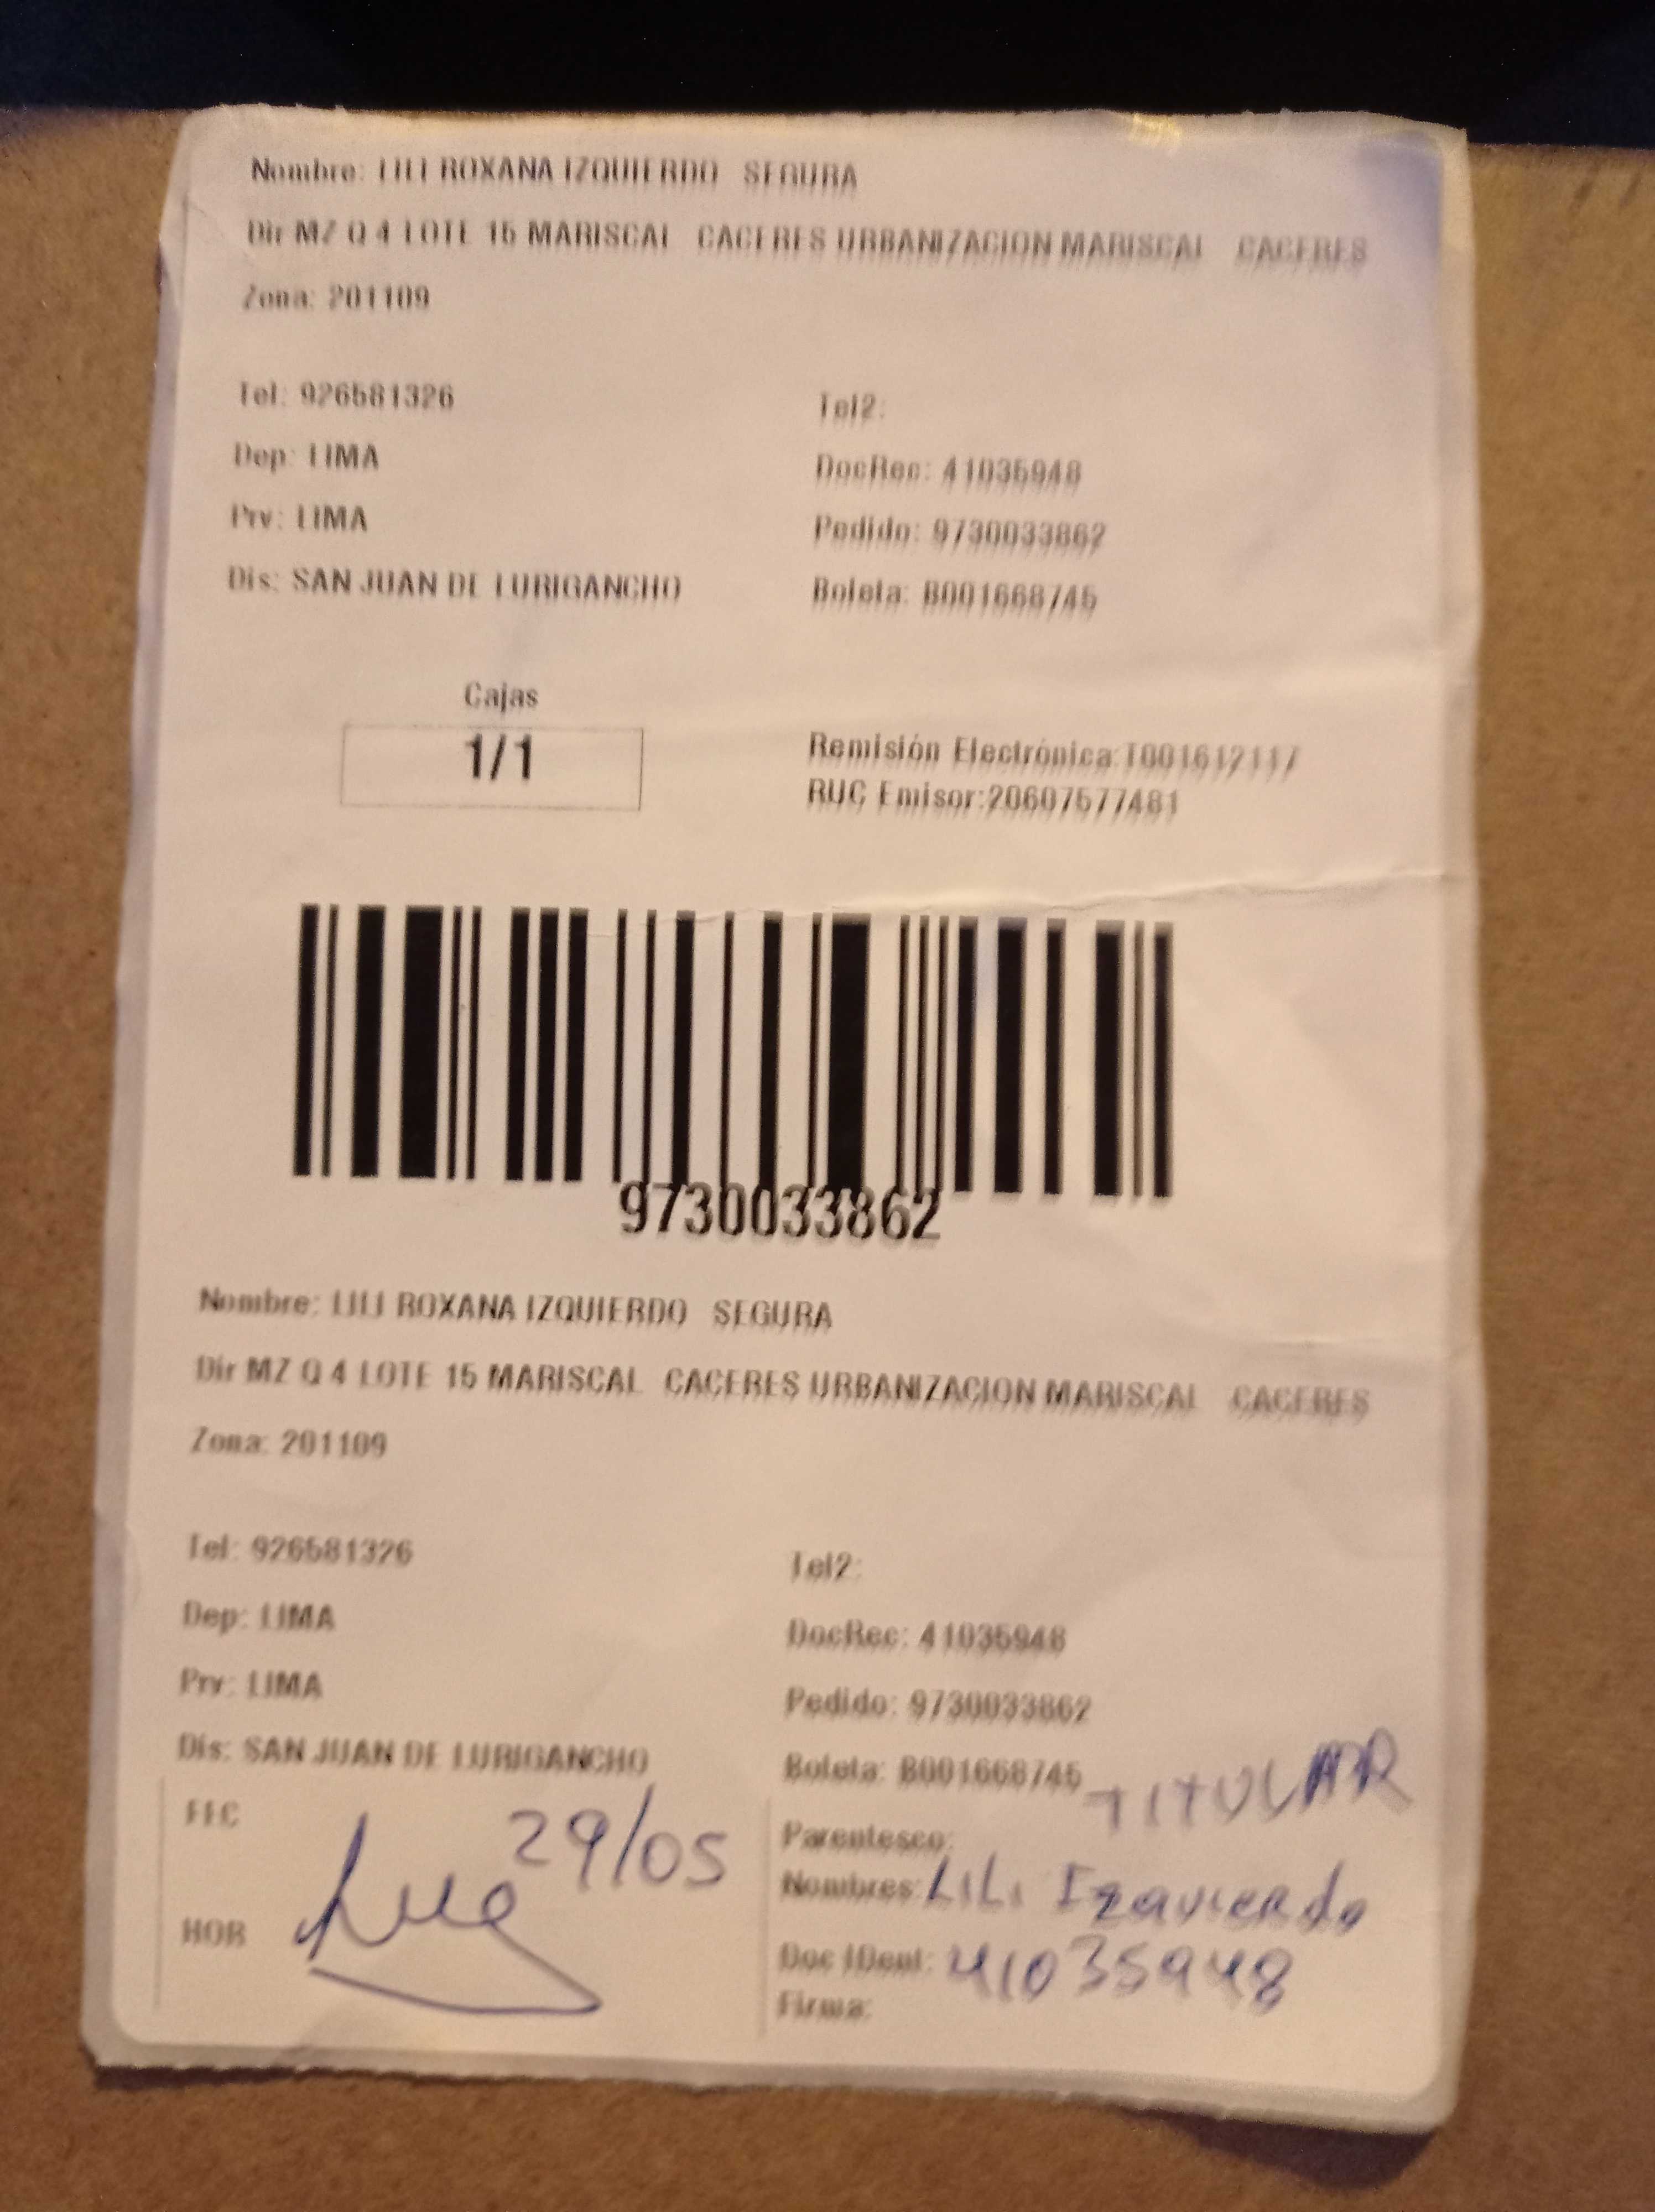 Nombre: LILI ROXANA IZQUIERDO SEGURA
Dir MZ Q 4 LOTE 15 MARISCAL CACERES URBANIZACION MARISCAL CACERES
Zona: 201109
Tel: 926581326
Tel2:
Dep: LIMA
DocRec: 41035948
Prv: LIMA
Pedido: 9730033862
Dis: SAN JUAN DE LURIGANCHO
Boleta: B001668745
Cajas
1/1
Remisión Electrónica:T001612117
RUC Emisor:20607577481
9730033862
Nombre: LILI ROXANA IZQUIERDO SEGURA
Dir MZ Q 4 LOTE 15 MARISCAL CACERES URBANIZACION MARISCAL CACERES
Zona: 201109
Tel: 926581326
Tel2:
Dep: LIMA
DocRec: 41035948
Prv: LIMA
Pedido: 9730033862
Dis: SAN JUAN DE LURIGANCHO
Boleta: B001668745
FEC 29/05
HOR
Parentesco: TITULAR
Nombres: LiLi Izquierdo
Doc IDent: 41035948
Firma: